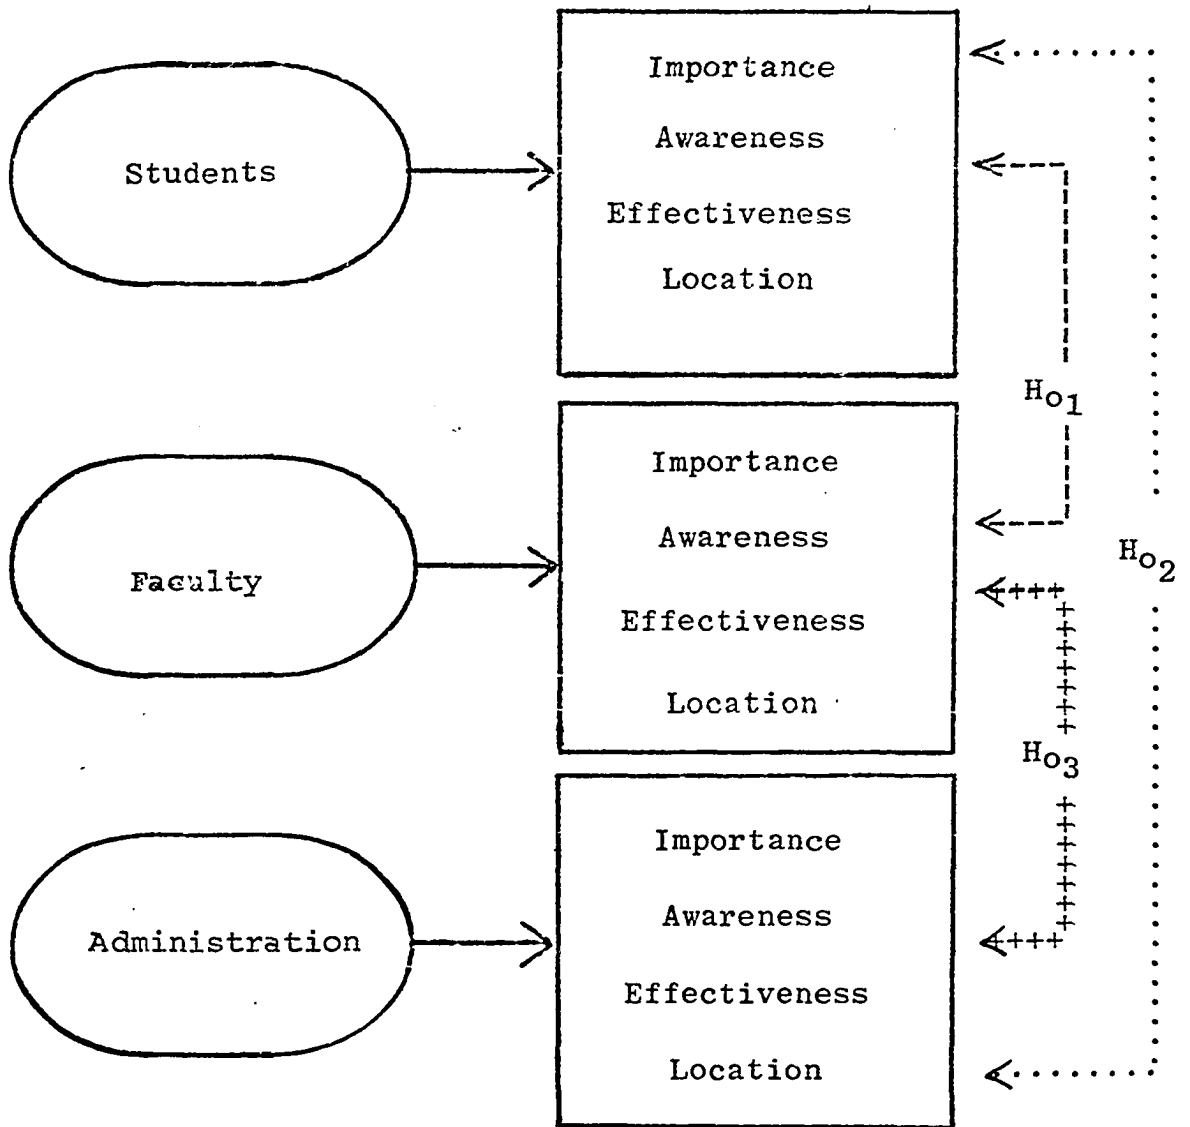 Students
Importance
Awareness
Effectiveness
Location
Ho1
Faculty
Importance
Awareness
Effectiveness
Location
Ho2
Ho3
Administration
Importance
Awareness
Effectiveness
Location